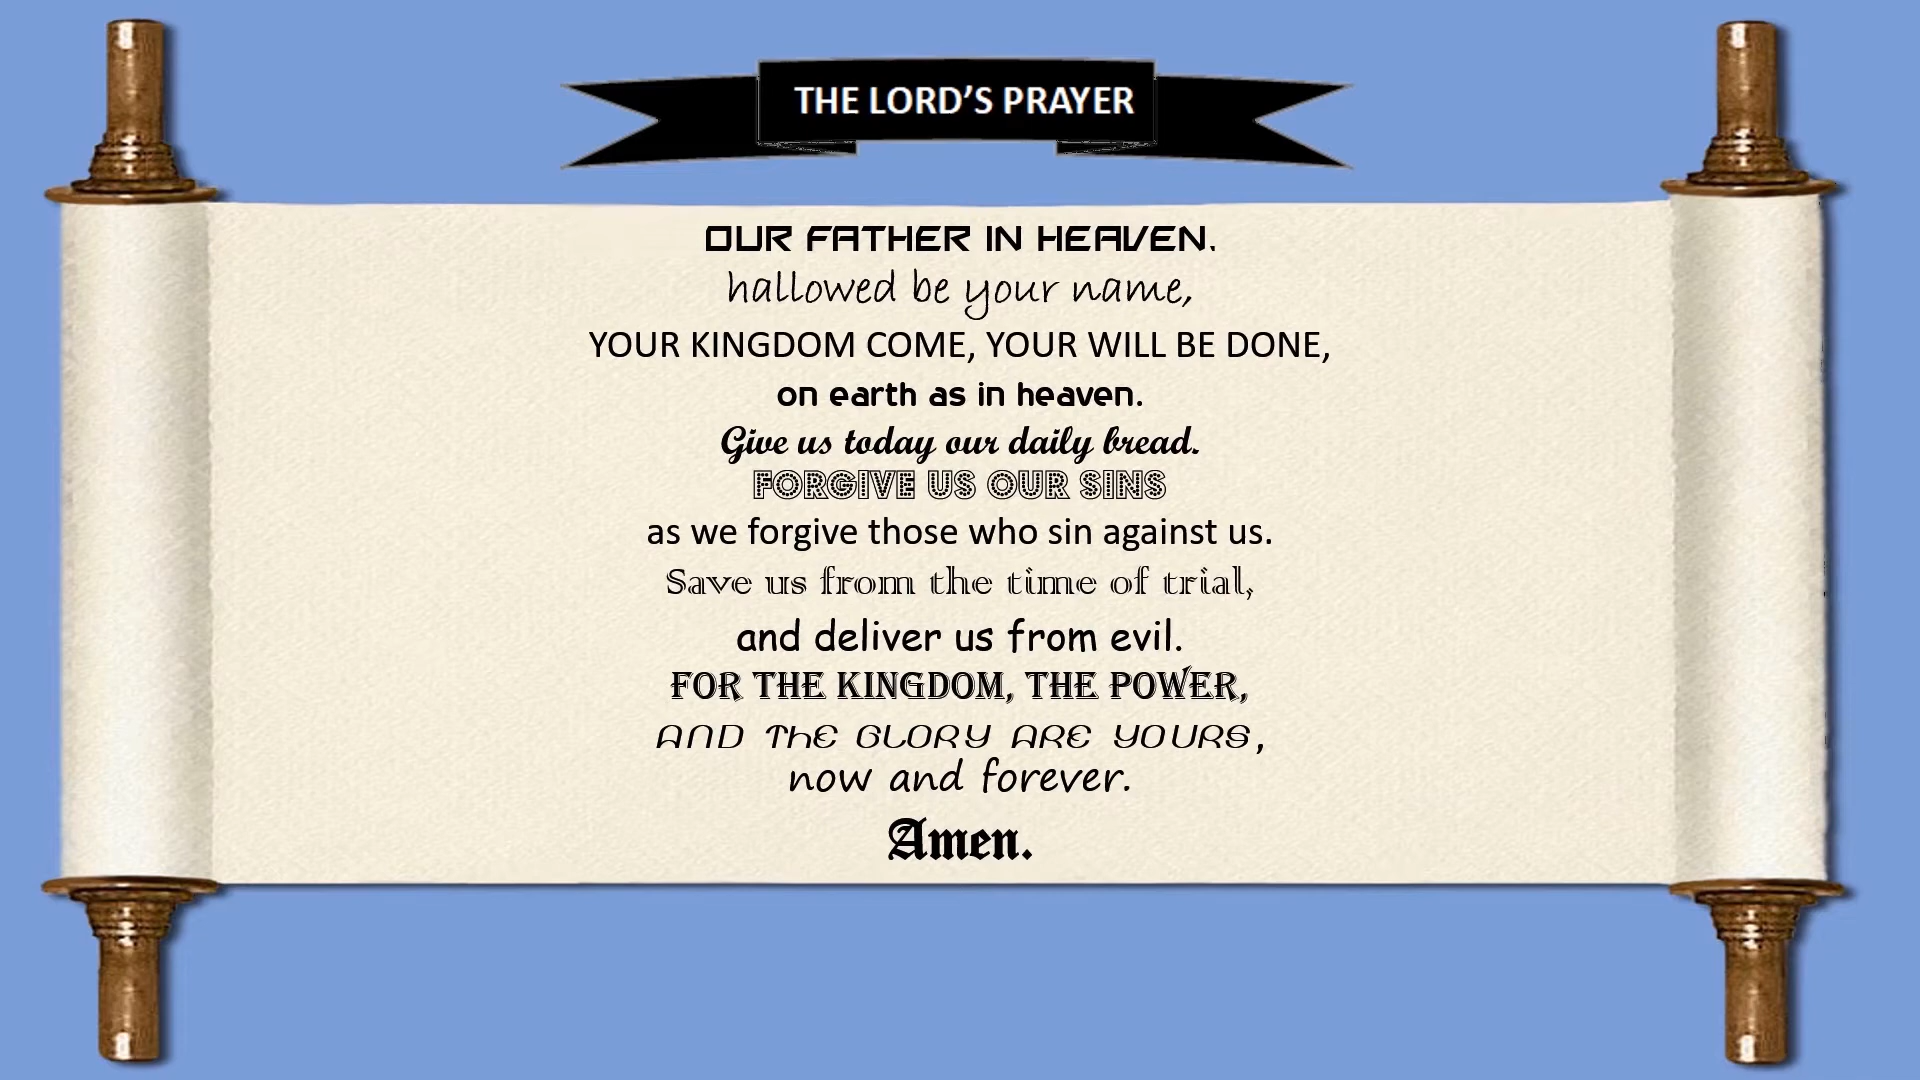 THE LORD’S PRAYER
OUR FATHER IN HEAVEN.
hallowed be your name,
YOUR KINGDOM COME, YOUR WILL BE DONE,
on earth as in heaven.
Give us today our daily bread.
FORGIVE US OUR SINS
as we forgive those who sin against us.
Save us from the time of trial,
and deliver us from evil.
FOR THE KINGDOM, THE POWER,
AND THE GLORY ARE YOURS,
now and forever.
Amen.